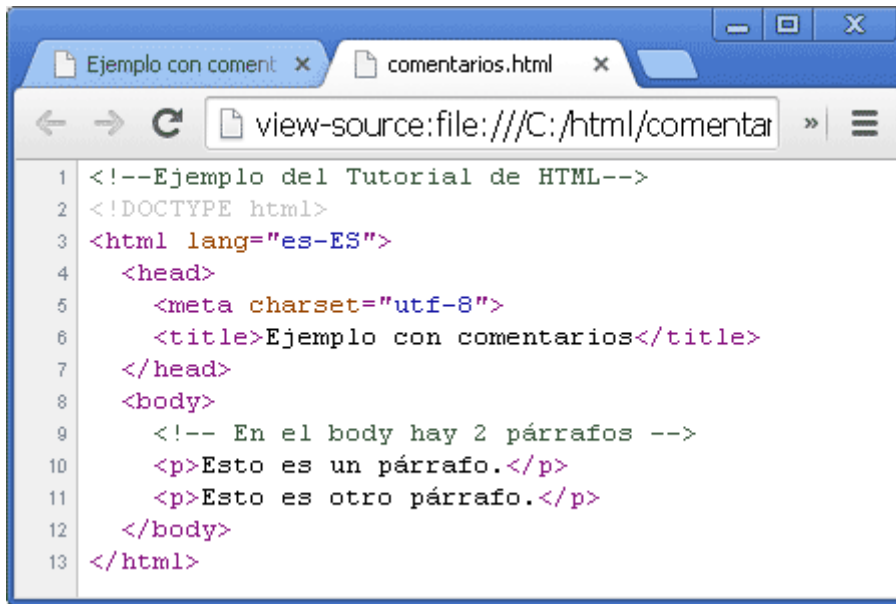 Ejemplo con coment
comentarios.html
view-source:file:///C:/html/comentar »
1 <!--Ejemplo del Tutorial de HTML-->
2 <!DOCTYPE html>
3 <html lang="es-ES">
4 <head>
5 <meta charset="utf-8">
6 <title>Ejemplo con comentarios</title>
7 </head>
8 <body>
9 <!-- En el body hay 2 párrafos -->
10 <p>Esto es un párrafo.</p>
11 <p>Esto es otro párrafo.</p>
12 </body>
13 </html>